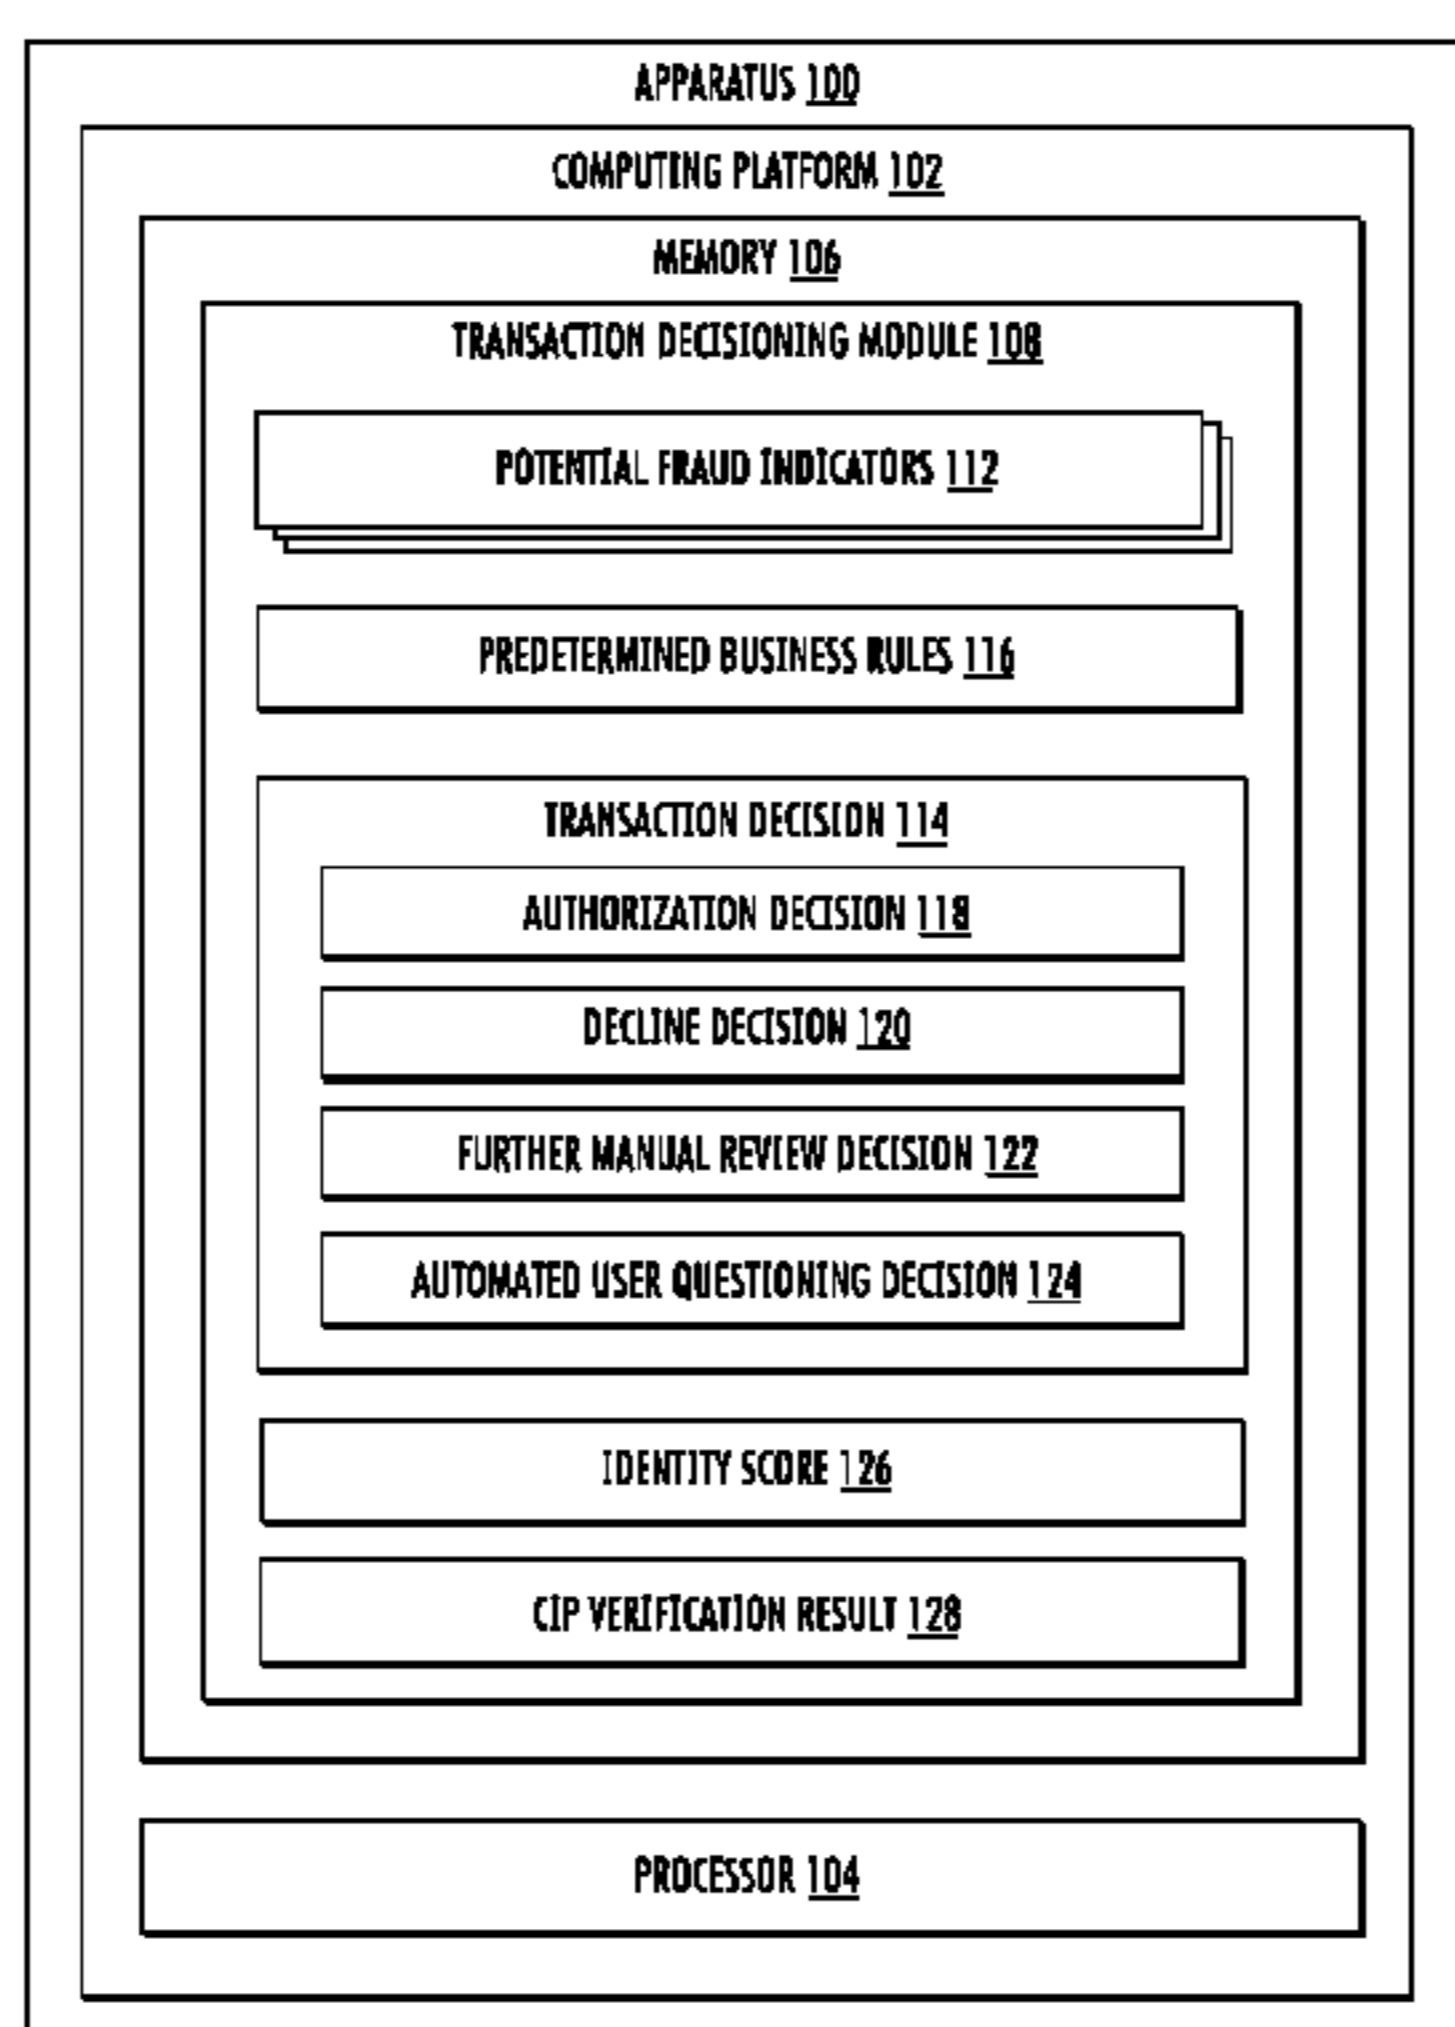 APPARATUS 100
COMPUTING PLATFORM 102
MEMORY 106
TRANSACTION DECISIONING MODULE 108
POTENTIAL FRAUD INDICATORS 112
PREDETERMINED BUSINESS RULES 116
TRANSACTION DECISION 114
AUTHORIZATION DECISION 118
DECLINE DECISION 120
FURTHER MANUAL REVIEW DECISION 122
AUTOMATED USER QUESTIONING DECISION 124
IDENTITY SCORE 126
CIP VERIFICATION RESULT 128
PROCESSOR 104